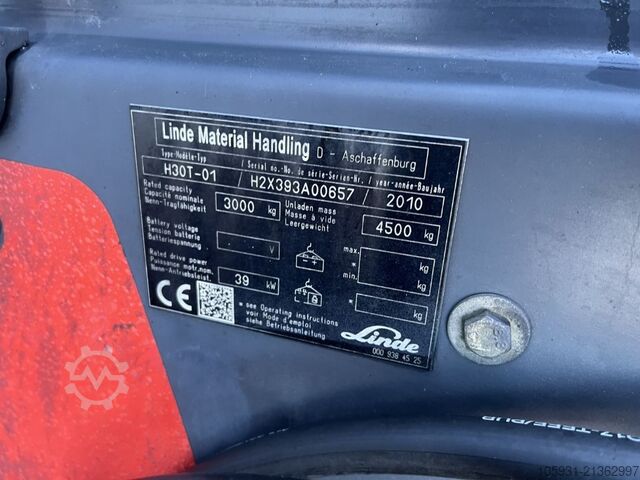 Linde Material Handling D - Aschaffenburg
Type-Modèle-Typ / Serial no.-No. de série-Serien-Nr. / year-année-Baujahr
H30T-01 / H2X393A00657 / 2010
Rated capacity
Capacité nominale
Nenn-Tragfähigkeit
3000 kg
Unladen mass
Masse à vide
Leergewicht
4500 kg
Battery voltage
Tension batterie
Batteriespannung
V
max.
* kg
min.
kg
Rated drive power
Puissance motr.nom.
Nenn-Antriebsleist.
39 kW
* kg
CE
* see Operating instructions
voir Mode d'emploi
siehe Betriebsanleitung
Linde
000 938 45 25
105931-21362997